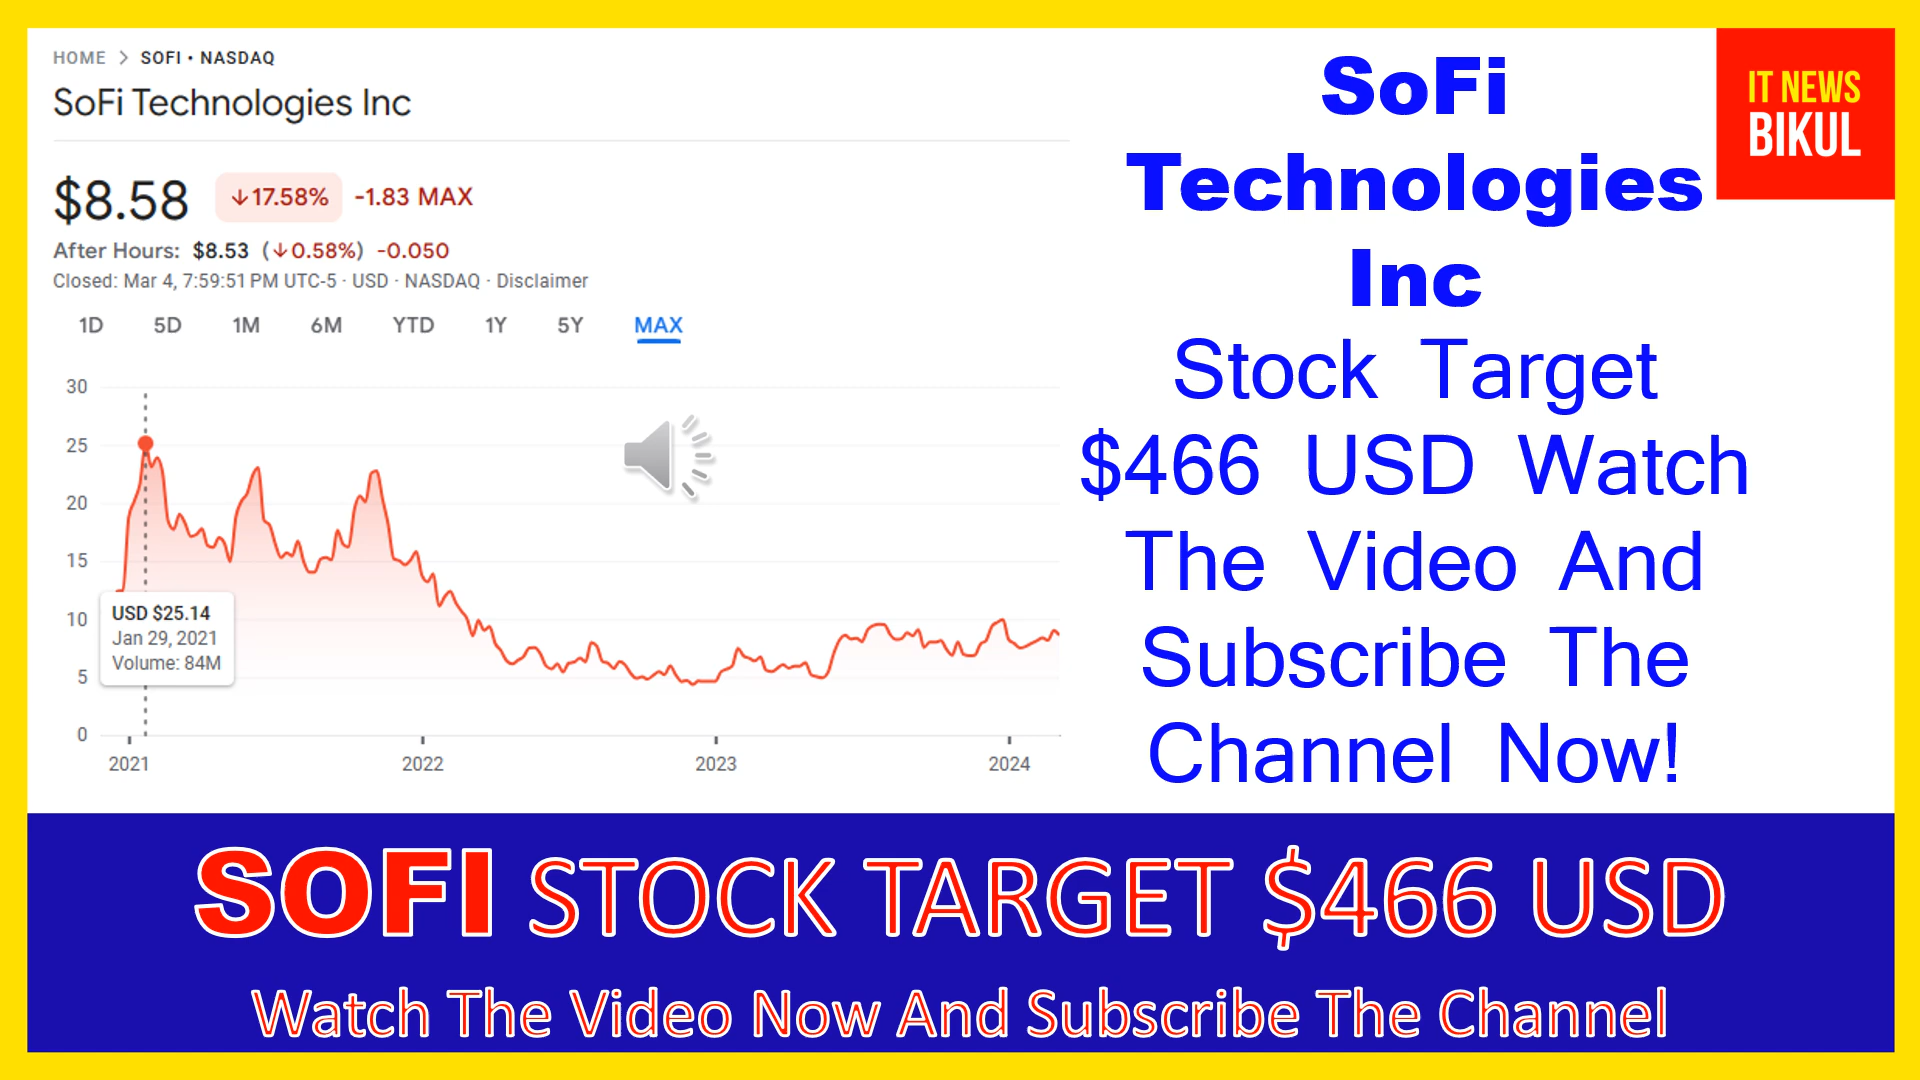 HOME > SOFI • NASDAQ
SoFi Technologies Inc
$8.58 ↓17.58% -1.83 MAX
After Hours: $8.53 (↓0.58%) -0.050
Closed: Mar 4, 7:59:51 PM UTC-5 · USD · NASDAQ · Disclaimer
1D 5D 1M 6M YTD 1Y 5Y MAX
30
25
20
15
10
5
0
USD $25.14
Jan 29, 2021
Volume: 84M
2021 2022 2023 2024
SoFi
Technologies
Inc
Stock Target
$466 USD Watch
The Video And
Subscribe The
Channel Now!
IT NEWS
BIKUL
SOFI STOCK TARGET $466 USD
Watch The Video Now And Subscribe The Channel